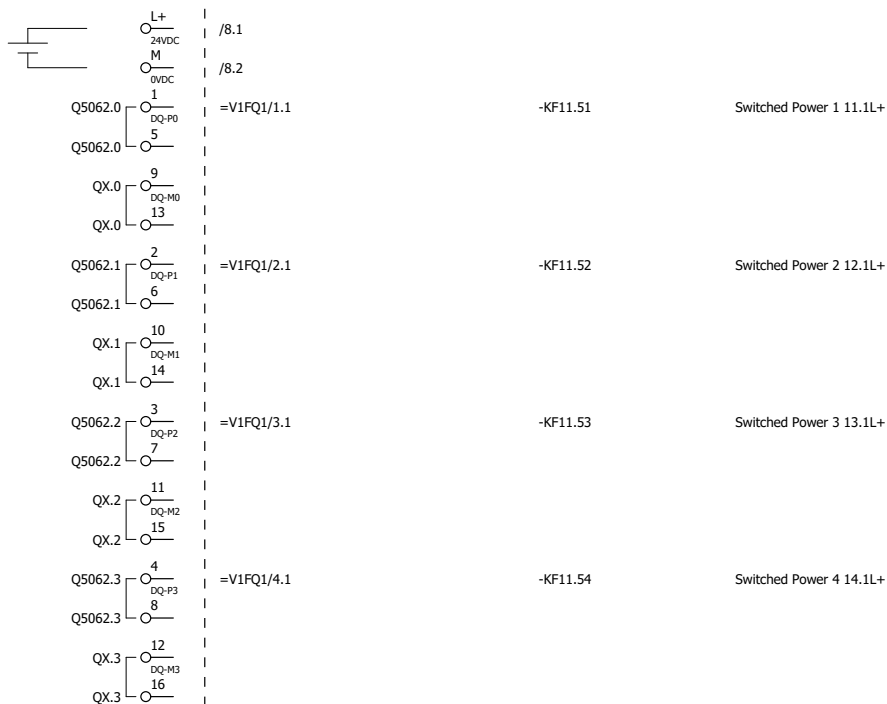 L+
24VDC
/8.1
M
0VDC
/8.2
Q5062.0 1 =V1FQ1/1.1 -KF11.51 Switched Power 1 11.1L+
DQ-P0
Q5062.0 5
QX.0 9
DQ-M0
QX.0 13
Q5062.1 2 =V1FQ1/2.1 -KF11.52 Switched Power 2 12.1L+
DQ-P1
Q5062.1 6
QX.1 10
DQ-M1
QX.1 14
Q5062.2 3 =V1FQ1/3.1 -KF11.53 Switched Power 3 13.1L+
DQ-P2
Q5062.2 7
QX.2 11
DQ-M2
QX.2 15
Q5062.3 4 =V1FQ1/4.1 -KF11.54 Switched Power 4 14.1L+
DQ-P3
Q5062.3 8
QX.3 12
DQ-M3
QX.3 16